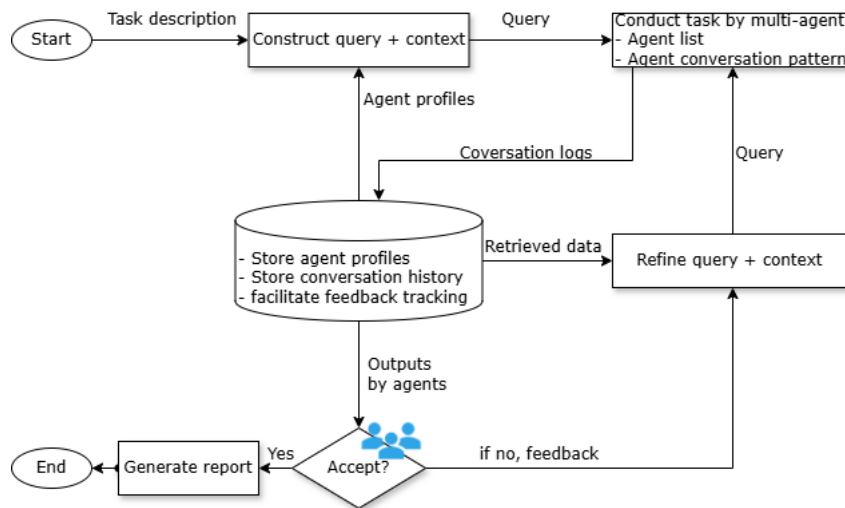 Task description
Query
Start
Construct query + context
Conduct task by multi-agent
- Agent list
- Agent conversation pattern
Agent profiles
Coversation logs
Query
- Store agent profiles
- Store conversation history
- facilitate feedback tracking
Retrieved data
Refine query + context
Outputs
by agents
End
Generate report
Yes
Accept?
if no, feedback